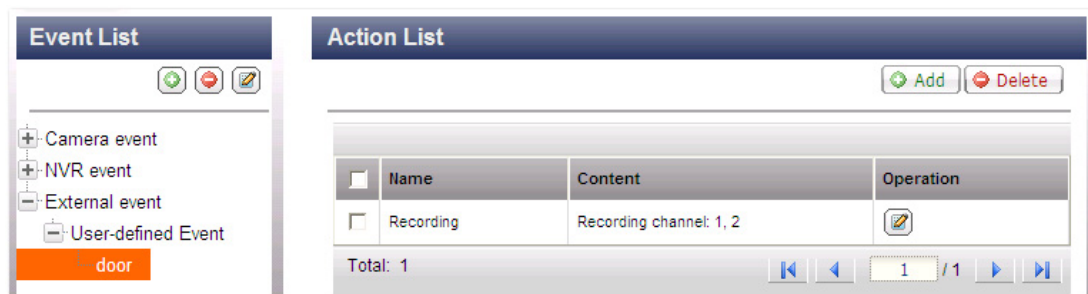 Event List
Action List
Add
Delete
Camera event
NVR event
External event
User-defined Event
door
Name Content Operation
Recording Recording channel: 1, 2
Total: 1
1 / 1